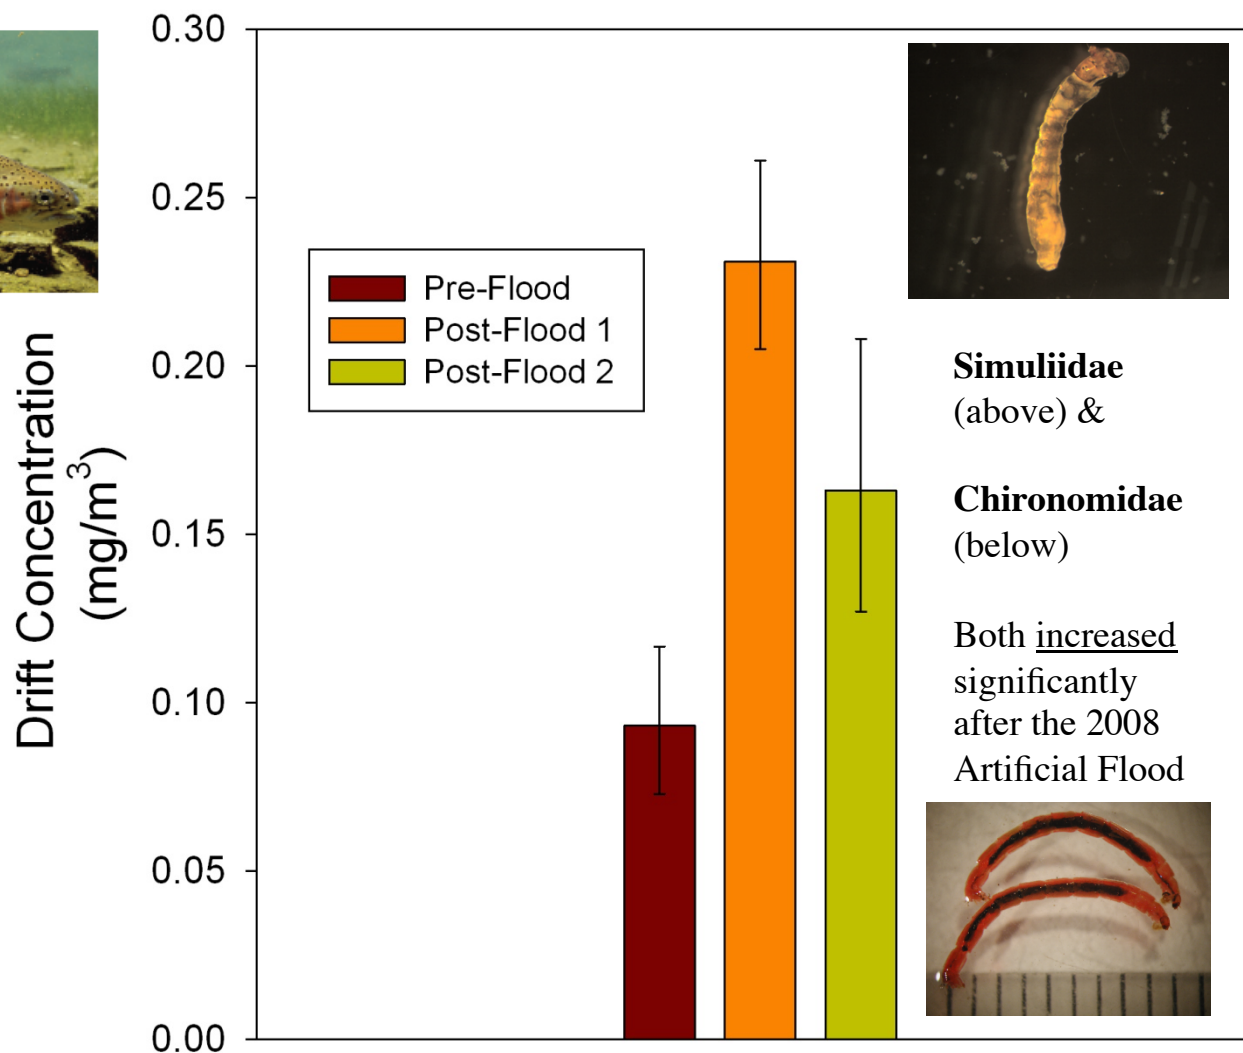 0.30
0.25
0.20
0.15
0.10
0.05
0.00
Drift Concentration
(mg/m³)
Pre-Flood
Post-Flood 1
Post-Flood 2
Simuliidae
(above) &
Chironomidae
(below)
Both increased
significantly
after the 2008
Artificial Flood